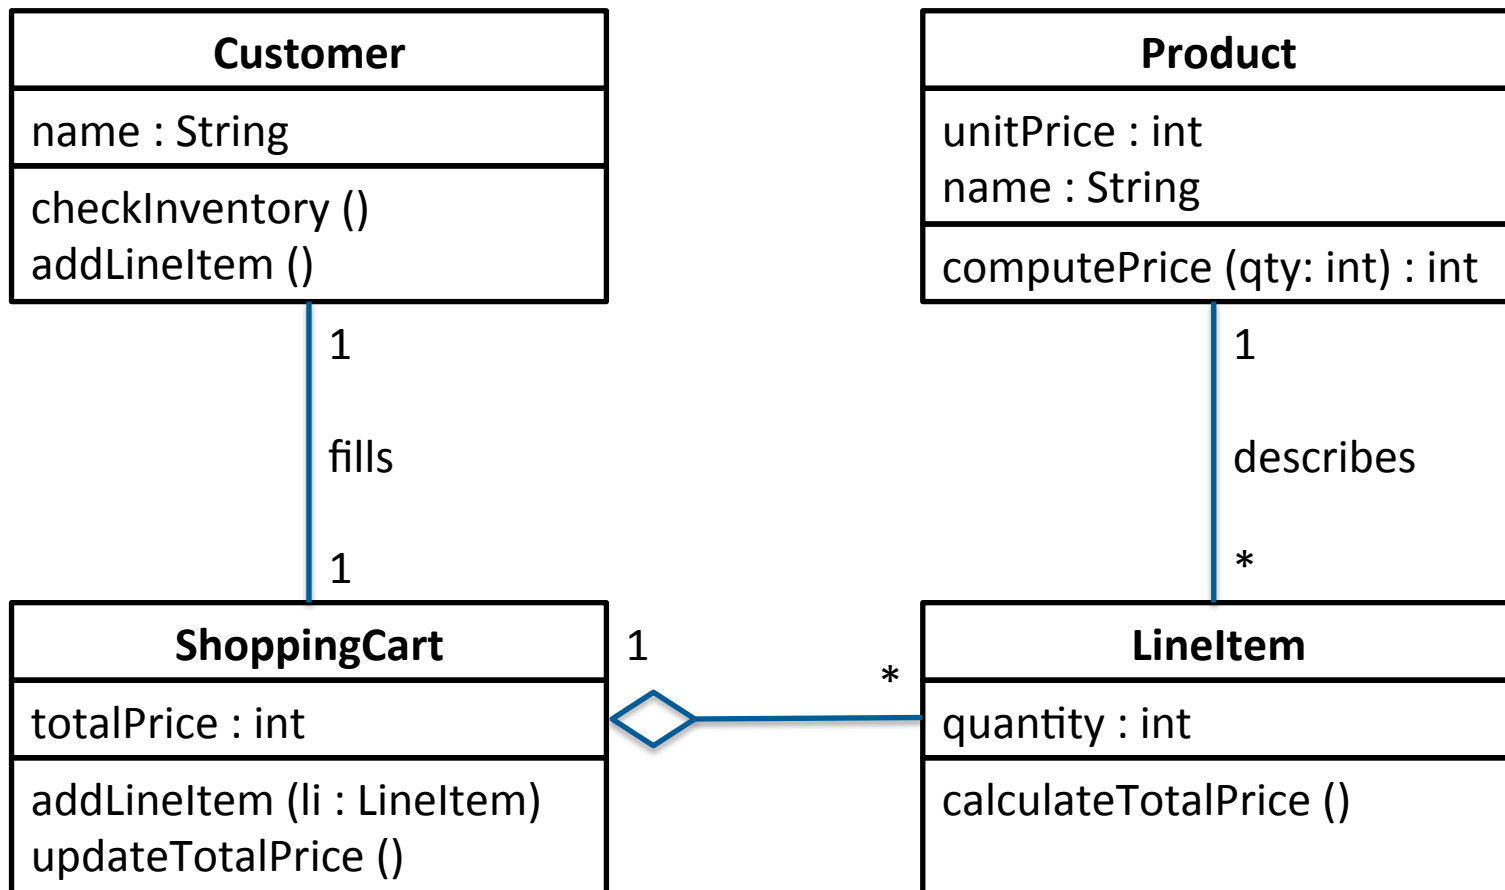 Customer
name : String
checkInventory ()
addLineItem ()
Product
unitPrice : int
name : String
computePrice (qty: int) : int
1
fills
1
1
describes
*
ShoppingCart
totalPrice : int
addLineItem (li : LineItem)
updateTotalPrice ()
1
*
LineItem
quantity : int
calculateTotalPrice ()